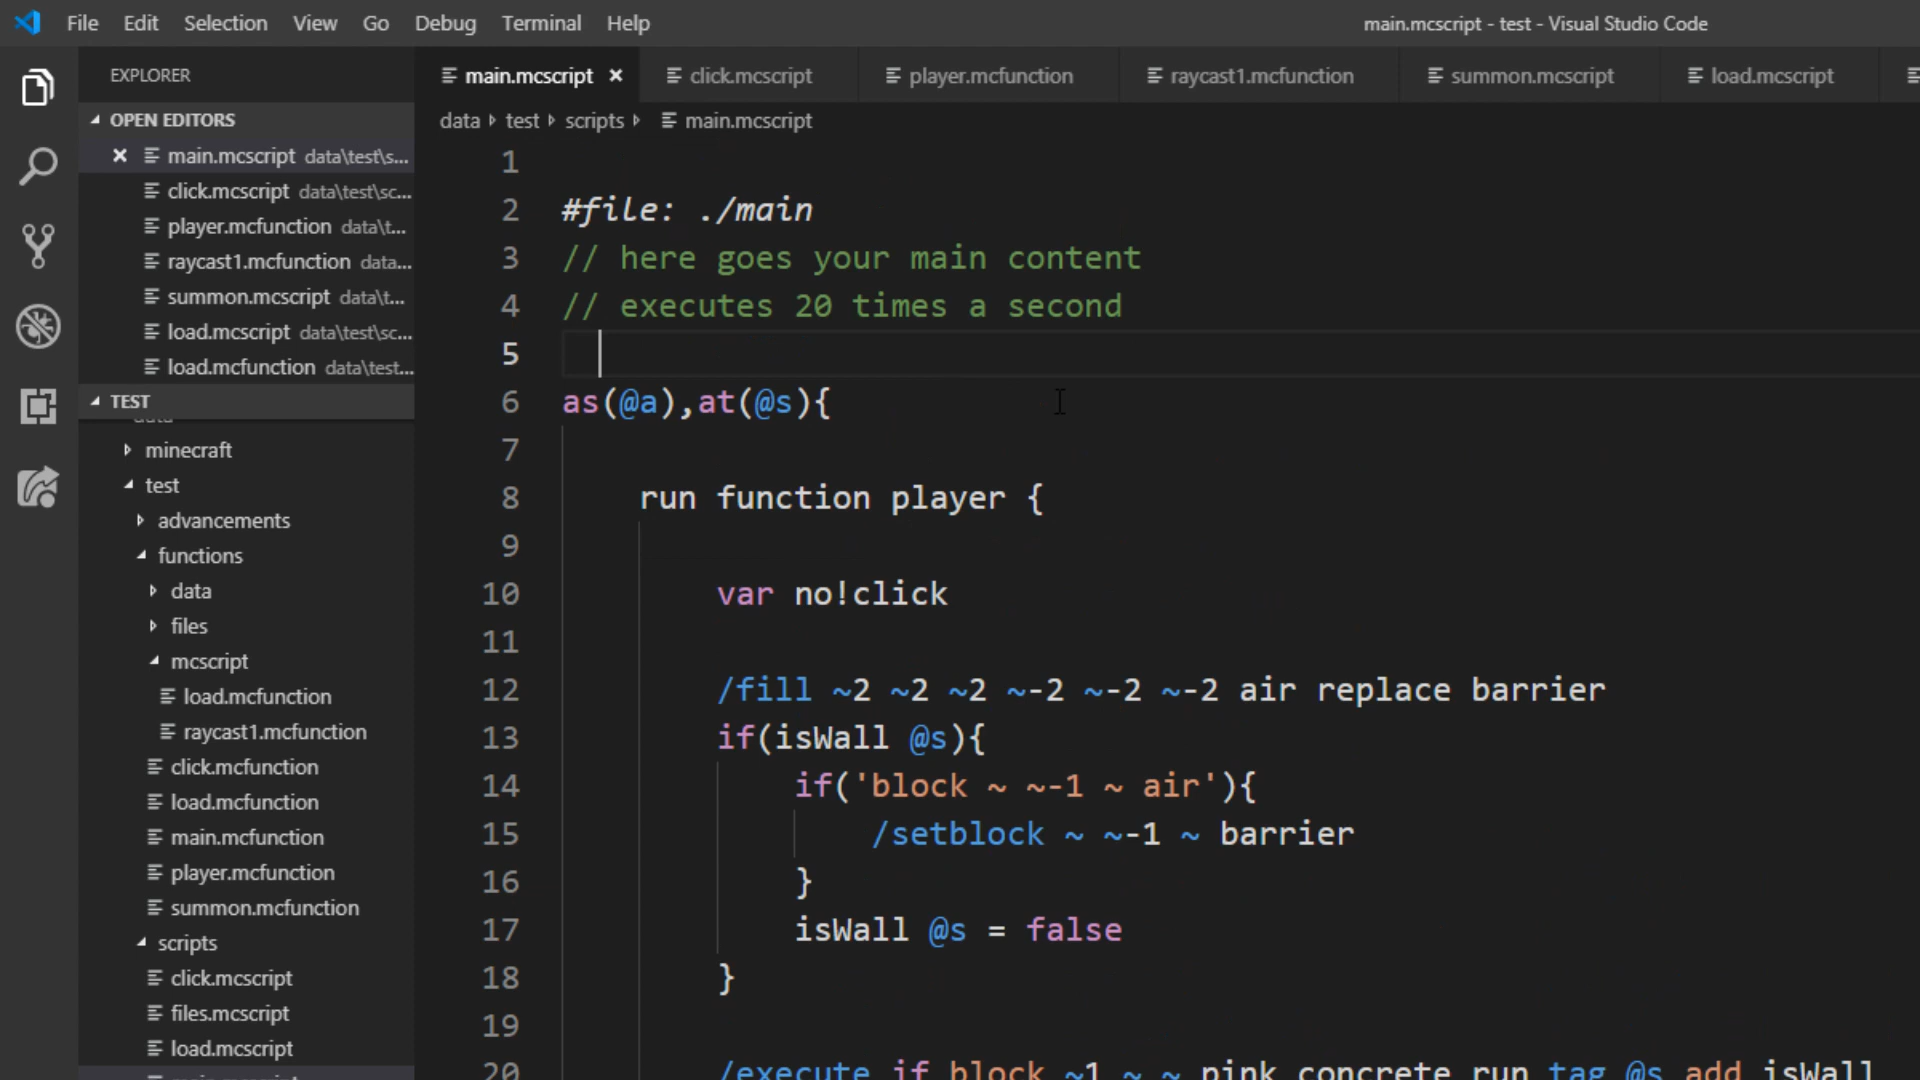 File Edit Selection View Go Debug Terminal Help
main.mcscript - test - Visual Studio Code
EXPLORER
OPEN EDITORS
main.mcscript data\test\s...
click.mcscript data\test\sc...
player.mcfunction data\t...
raycast1.mcfunction data...
summon.mcscript data\t...
load.mcscript data\test\sc...
load.mcfunction data\test...
TEST
data
minecraft
test
advancements
functions
data
files
mcscript
load.mcfunction
raycast1.mcfunction
click.mcfunction
load.mcfunction
main.mcfunction
player.mcfunction
summon.mcfunction
scripts
click.mcscript
files.mcscript
load.mcscript
main.mcscript
main.mcscript click.mcscript player.mcfunction raycast1.mcfunction summon.mcscript load.mcscript
data test scripts main.mcscript
1
2 #file: ./main
3 // here goes your main content
4 // executes 20 times a second
5
6 as(@a),at(@s){
7
8 run function player {
9
10 var no!click
11
12 /fill ~2 ~2 ~2 ~-2 ~-2 ~-2 air replace barrier
13 if(isWall @s){
14 if('block ~ ~-1 ~ air'){
15 /setblock ~ ~-1 ~ barrier
16 }
17 isWall @s = false
18 }
19
20 /execute if block ~1 ~ ~ pink_concrete run tag @s add isWall